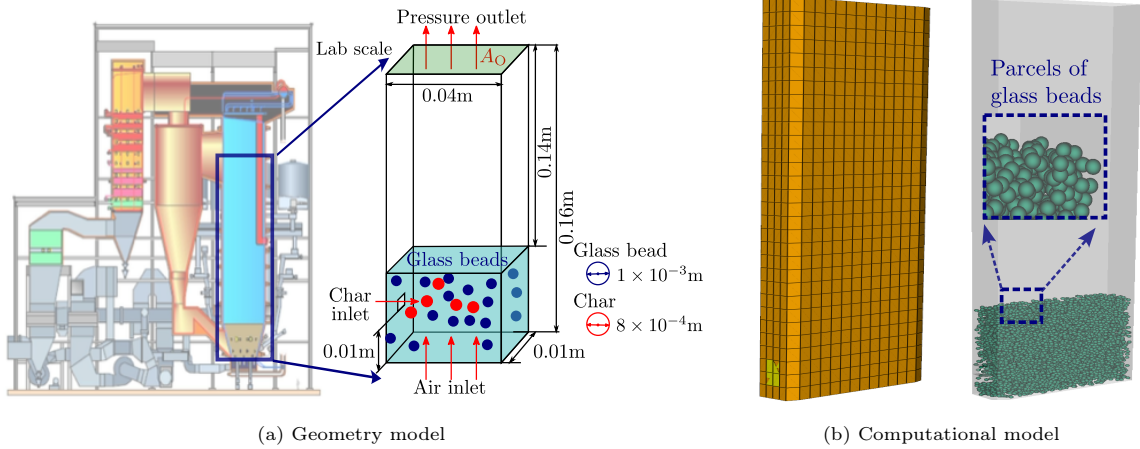 Pressure outlet
Lab scale
A_O
0.04m
0.14m
0.16m
Glass beads
Char
inlet
0.01m
0.01m
Air inlet
Glass bead
1 × 10⁻³m
Char
8 × 10⁻⁴m
Parcels of
glass beads
(a) Geometry model
(b) Computational model